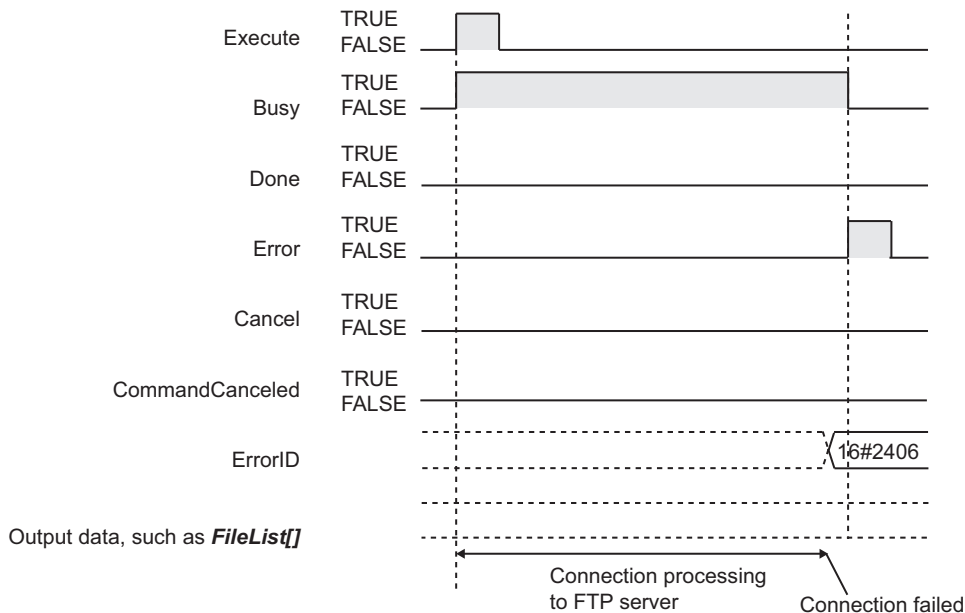 Execute
TRUE
FALSE
Busy
TRUE
FALSE
Done
TRUE
FALSE
Error
TRUE
FALSE
Cancel
TRUE
FALSE
CommandCanceled
TRUE
FALSE
ErrorID
16#2406
Output data, such as FileList[]
Connection processing
to FTP server
Connection failed